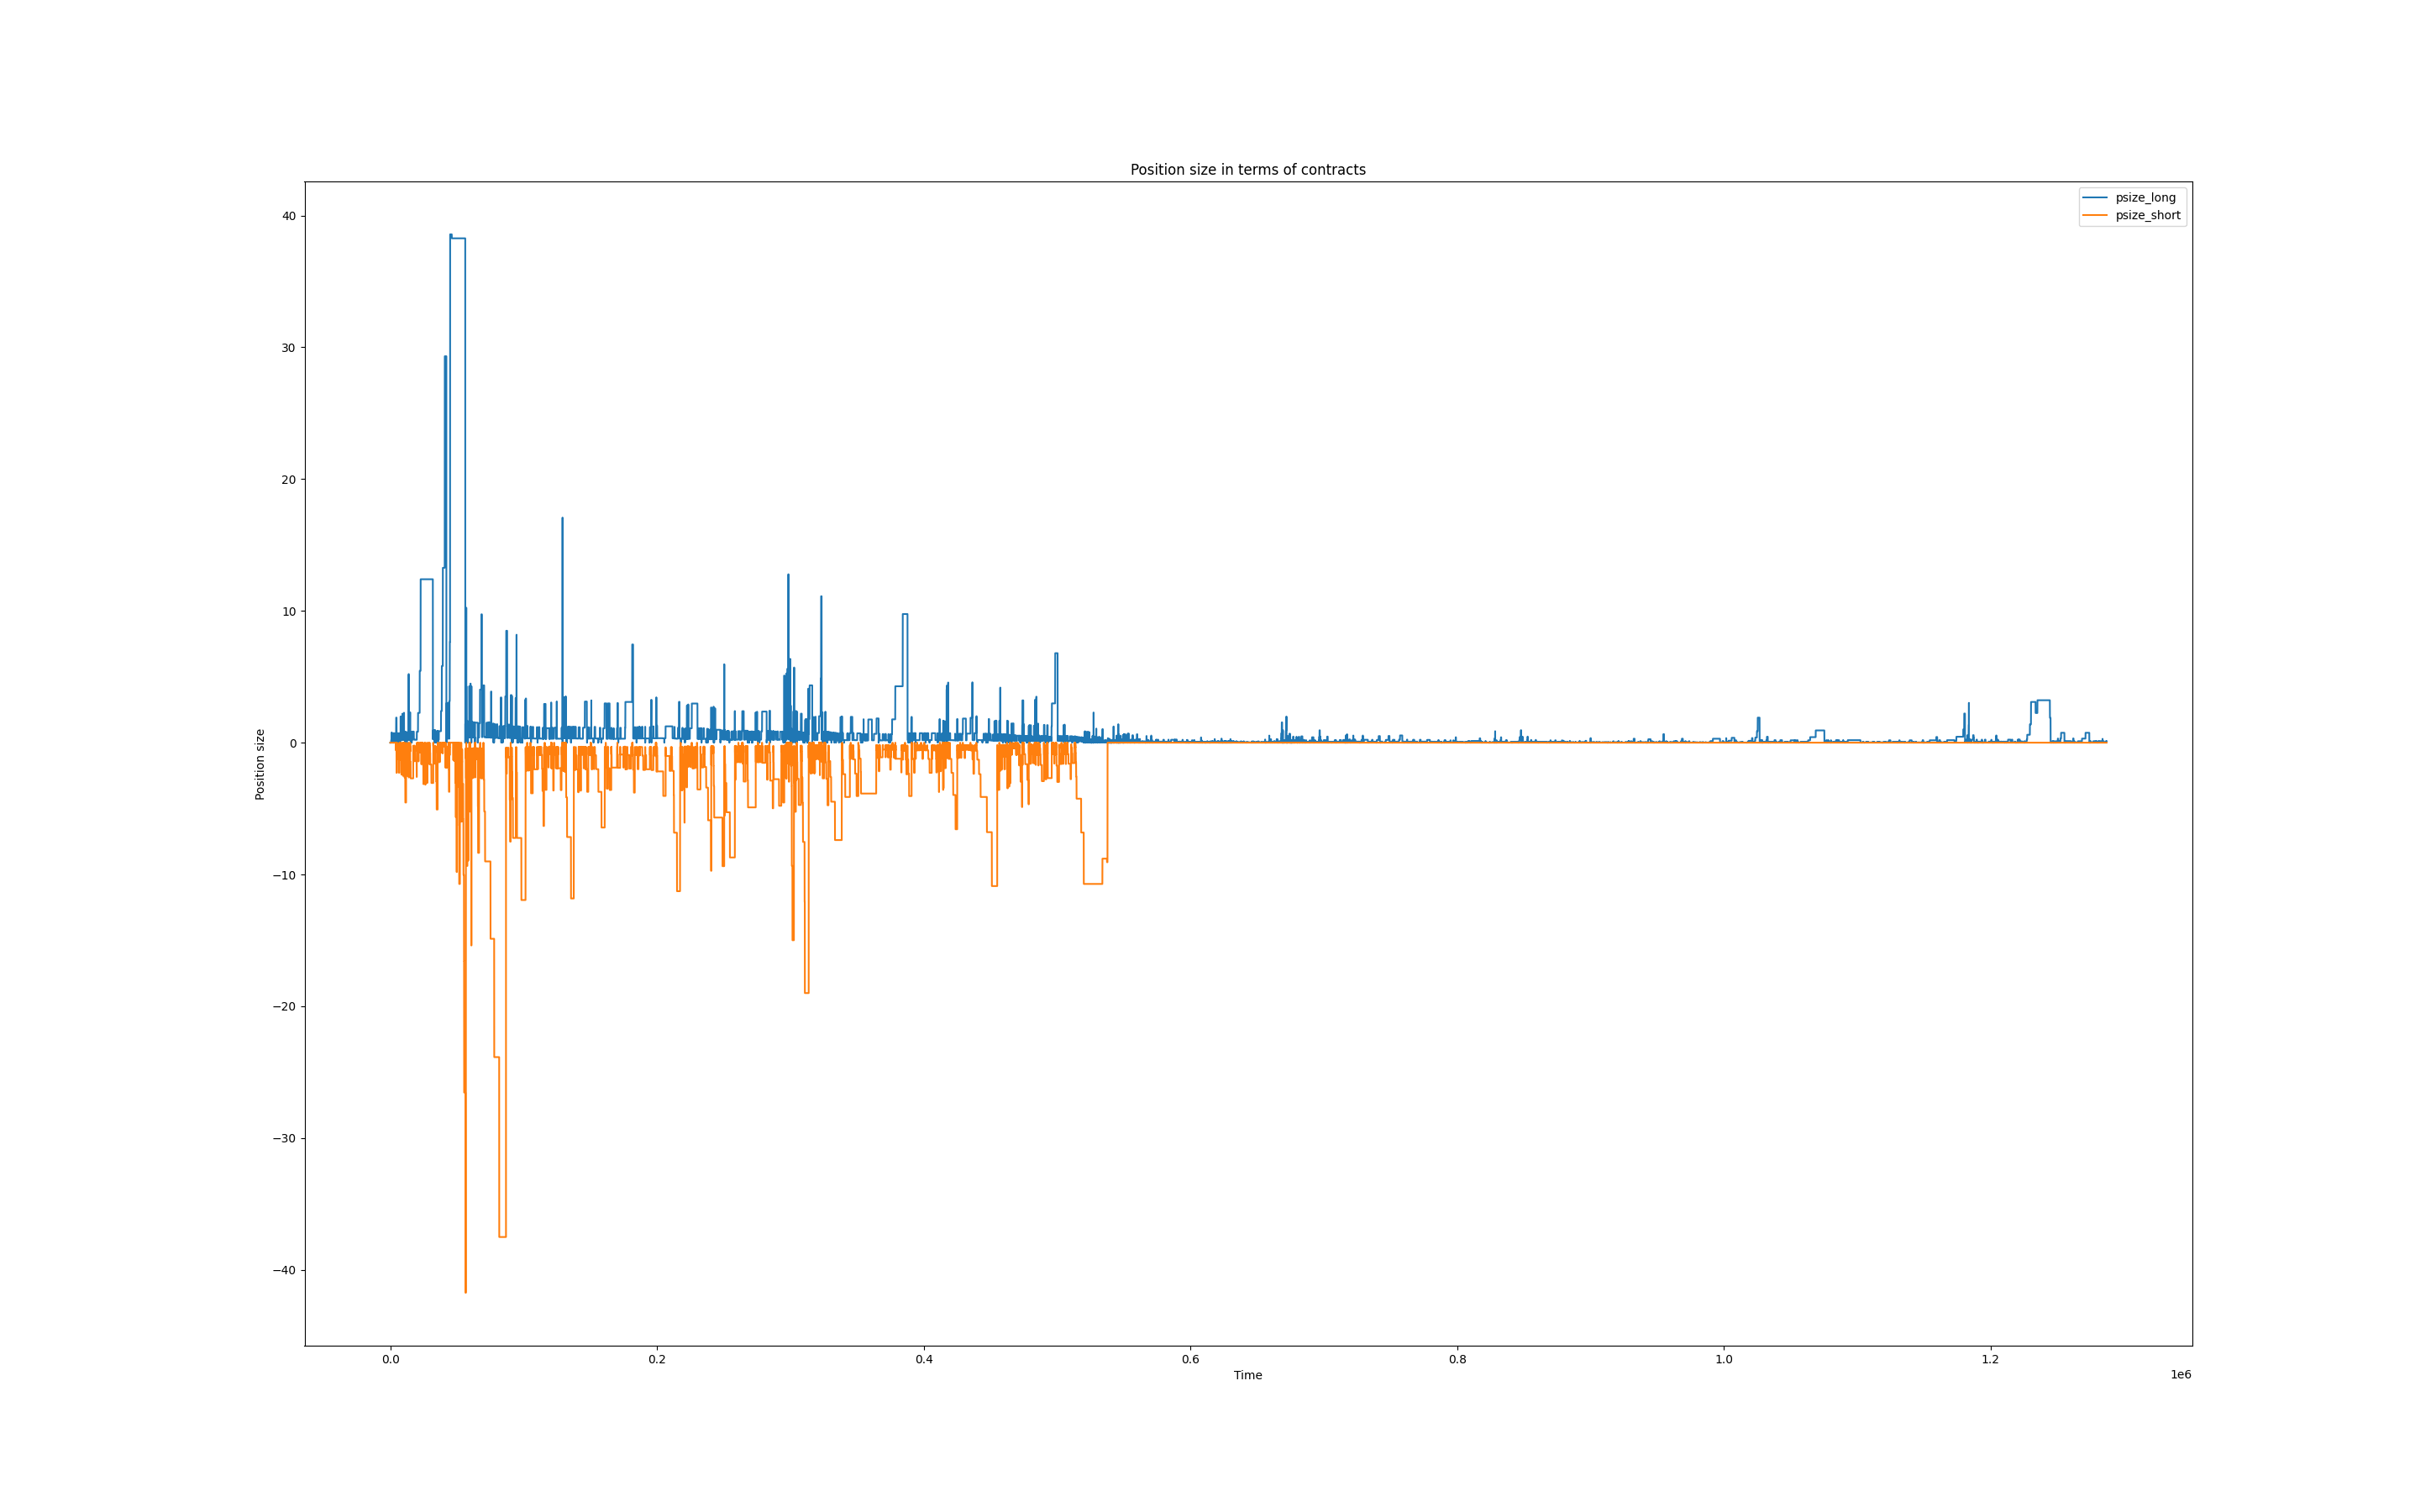 Position size in terms of contracts
psize_long
psize_short
Position size
40
30
20
10
0
−10
−20
−30
−40
0.0
0.2
0.4
0.6
0.8
1.0
1.2
1e6
Time